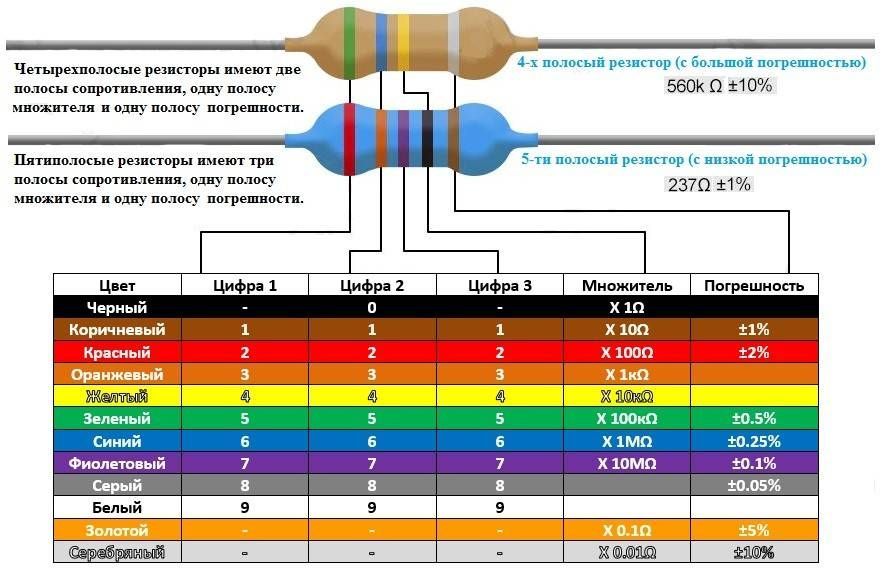 Четырехполосые резисторы имеют две
полосы сопротивления, одну полосу
множителя и одну полосу погрешности.
4-х полосый резистор (с большой погрешностью)
560k Ω ±10%
Пятиполосые резисторы имеют три
полосы сопротивления, одну полосу
множителя и одну полосу погрешности.
5-ти полосый резистор (с низкой погрешностью)
237Ω ±1%
Цвет Цифра 1 Цифра 2 Цифра 3 Множитель Погрешность
Черный - 0 - X 1Ω
Коричневый 1 1 1 X 10Ω ±1%
Красный 2 2 2 X 100Ω ±2%
Оранжевый 3 3 3 X 1кΩ
Желтый 4 4 4 X 10кΩ
Зеленый 5 5 5 X 100кΩ ±0.5%
Синий 6 6 6 X 1МΩ ±0.25%
Фиолетовый 7 7 7 X 10МΩ ±0.1%
Серый 8 8 8 ±0.05%
Белый 9 9 9
Золотой - - - X 0.1Ω ±5%
Серебряный - - - X 0.01Ω ±10%